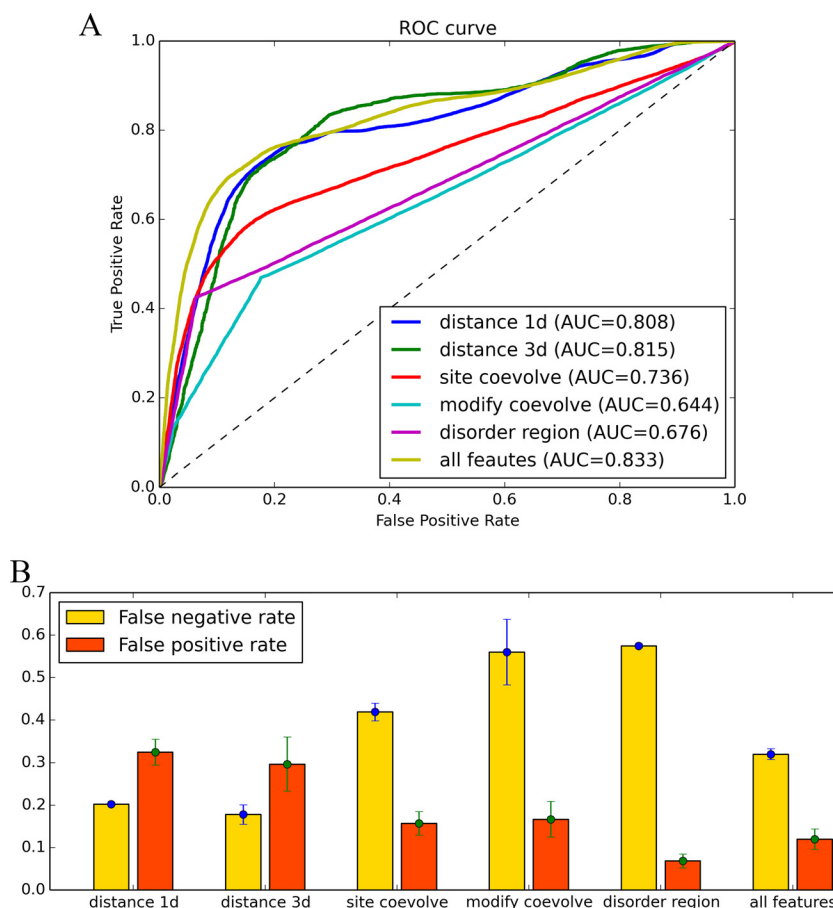 A
ROC curve
1.0
0.8
0.6
0.4
0.2
0.0
True Positive Rate
distance 1d (AUC=0.808)
distance 3d (AUC=0.815)
site coevolve (AUC=0.736)
modify coevolve (AUC=0.644)
disorder region (AUC=0.676)
all feautes (AUC=0.833)
0.0 0.2 0.4 0.6 0.8 1.0
False Positive Rate
B
0.7
0.6
0.5
0.4
0.3
0.2
0.1
0.0
False negative rate
False positive rate
distance 1d distance 3d site coevolve modify coevolve disorder region all features